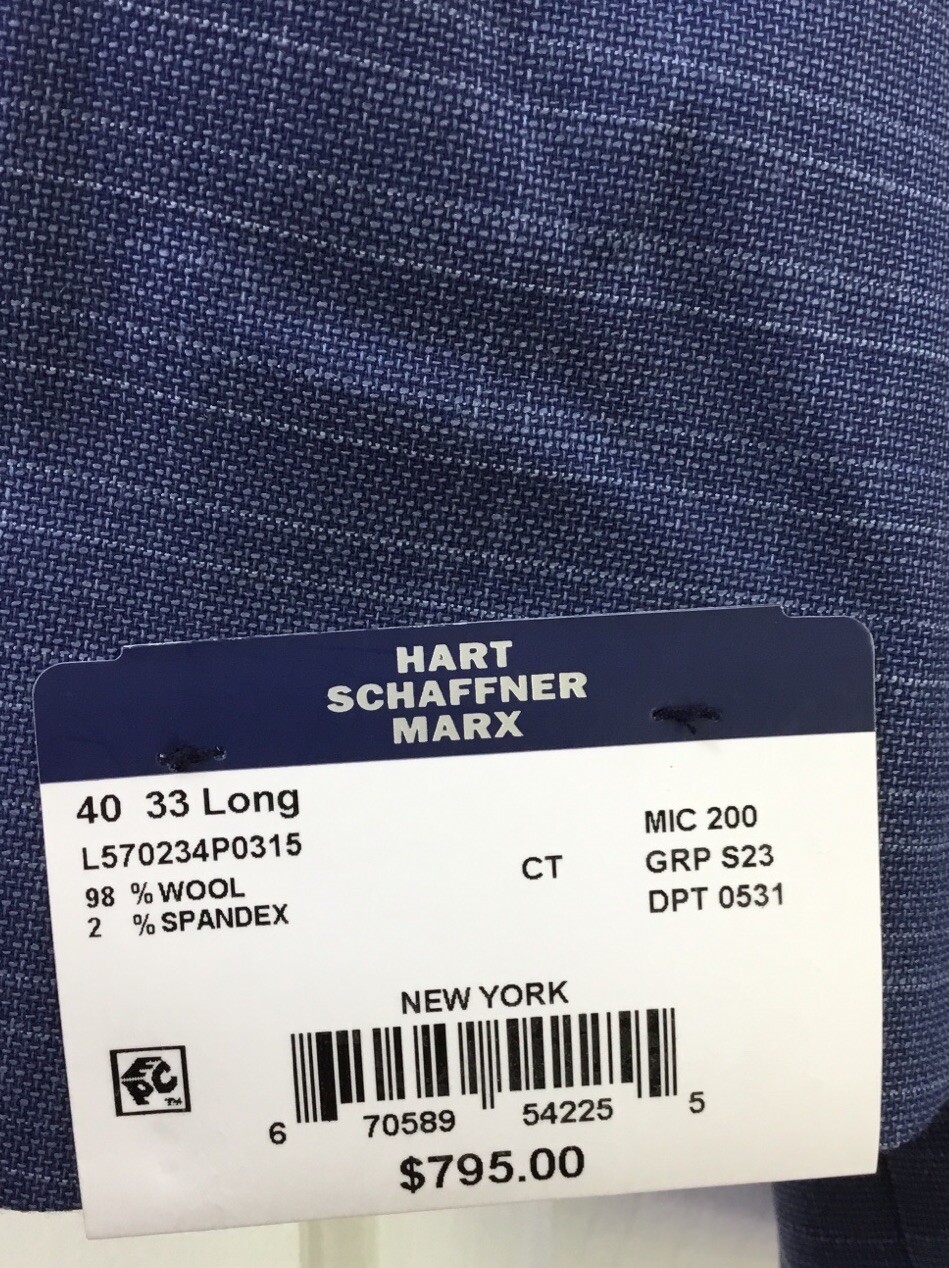 HART
SCHAFFNER
MARX
40 33 Long
L570234P0315
98 % WOOL
2 % SPANDEX
CT
MIC 200
GRP S23
DPT 0531
NEW YORK
EPC TM
6 70589 54225 5
$795.00